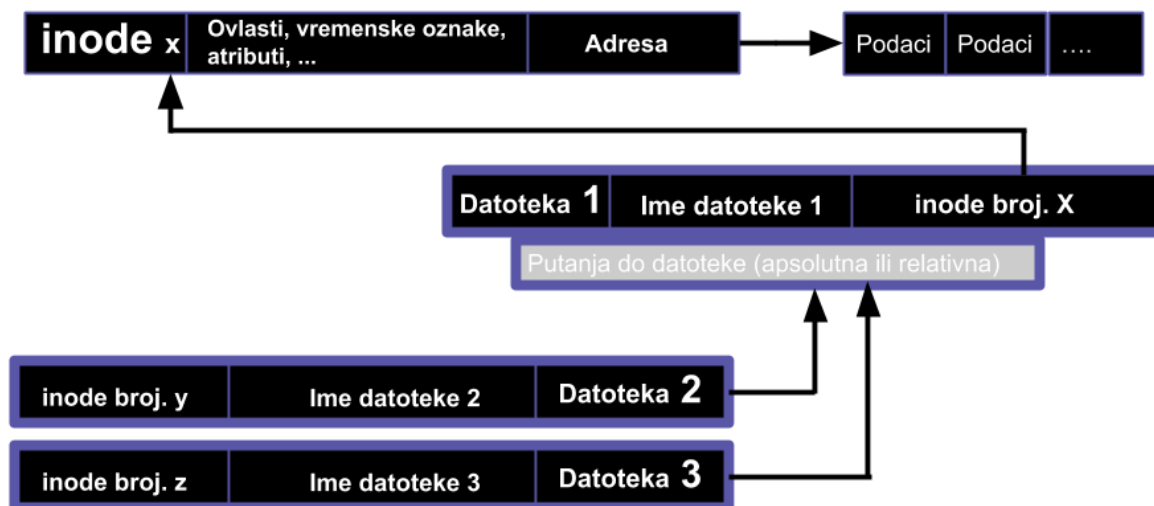 inode x
Ovlasti, vremenske oznake,
atributi, ...
Adresa
Podaci
Podaci
....
Datoteka 1
Ime datoteke 1
inode broj. X
Putanja do datoteke (apsolutna ili relativna)
inode broj. y
Ime datoteke 2
Datoteka 2
inode broj. z
Ime datoteke 3
Datoteka 3